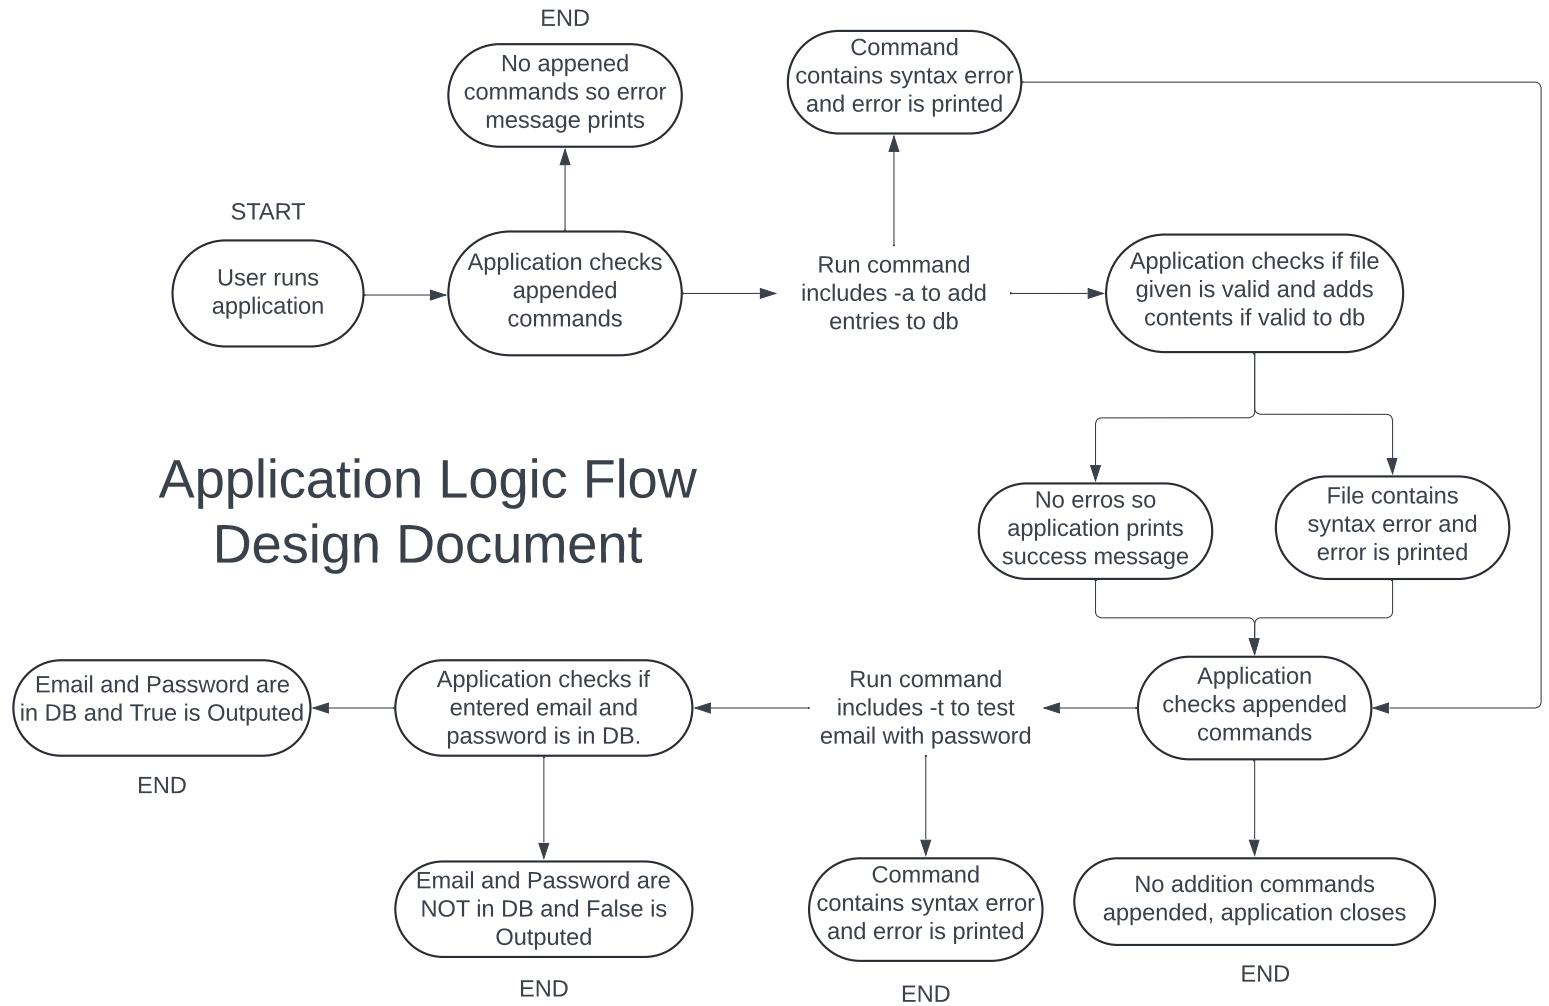 END
No appened
commands so error
message prints
Command
contains syntax error
and error is printed
START
User runs
application
Application checks
appended
commands
Run command
includes -a to add
entries to db
Application checks if file
given is valid and adds
contents if valid to db
Application Logic Flow
Design Document
No erros so
application prints
success message
File contains
syntax error and
error is printed
Application
checks appended
commands
Run command
includes -t to test
email with password
Application checks if
entered email and
password is in DB.
Email and Password are
in DB and True is Outputed
END
Email and Password are
NOT in DB and False is
Outputed
END
Command
contains syntax error
and error is printed
END
No addition commands
appended, application closes
END